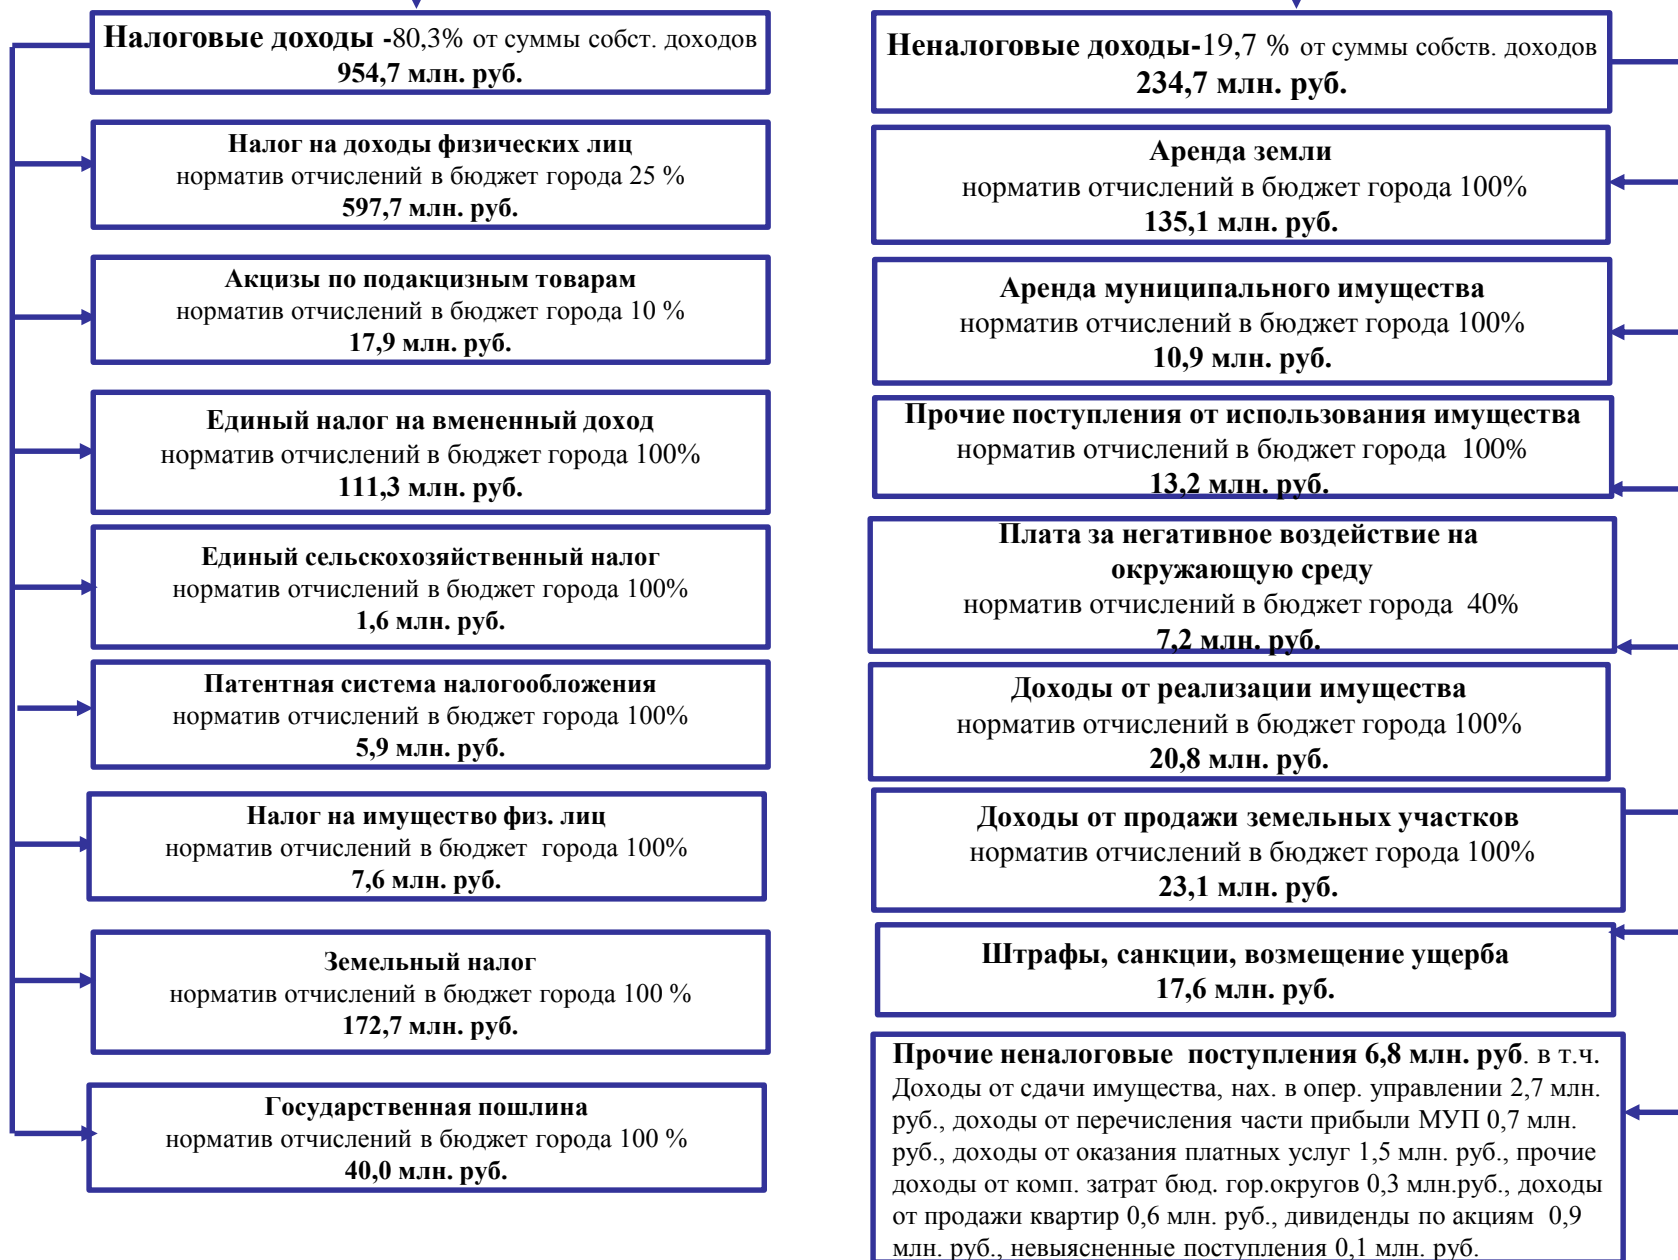 Налоговые доходы -80,3% от суммы собст. доходов
954,7 млн. руб.
Налог на доходы физических лиц
норматив отчислений в бюджет города 25 %
597,7 млн. руб.
Акцизы по подакцизным товарам
норматив отчислений в бюджет города 10 %
17,9 млн. руб.
Единый налог на вмененный доход
норматив отчислений в бюджет города 100%
111,3 млн. руб.
Единый сельскохозяйственный налог
норматив отчислений в бюджет города 100%
1,6 млн. руб.
Патентная система налогообложения
норматив отчислений в бюджет города 100%
5,9 млн. руб.
Налог на имущество физ. лиц
норматив отчислений в бюджет города 100%
7,6 млн. руб.
Земельный налог
норматив отчислений в бюджет города 100 %
172,7 млн. руб.
Государственная пошлина
норматив отчислений в бюджет города 100 %
40,0 млн. руб.
Неналоговые доходы-19,7 % от суммы собств. доходов
234,7 млн. руб.
Аренда земли
норматив отчислений в бюджет города 100%
135,1 млн. руб.
Аренда муниципального имущества
норматив отчислений в бюджет города 100%
10,9 млн. руб.
Прочие поступления от использования имущества
норматив отчислений в бюджет города 100%
13,2 млн. руб.
Плата за негативное воздействие на
окружающую среду
норматив отчислений в бюджет города 40%
7,2 млн. руб.
Доходы от реализации имущества
норматив отчислений в бюджет города 100%
20,8 млн. руб.
Доходы от продажи земельных участков
норматив отчислений в бюджет города 100%
23,1 млн. руб.
Штрафы, санкции, возмещение ущерба
17,6 млн. руб.
Прочие неналоговые поступления 6,8 млн. руб. в т.ч.
Доходы от сдачи имущества, нах. в опер. управлении 2,7 млн.
руб., доходы от перечисления части прибыли МУП 0,7 млн.
руб., доходы от оказания платных услуг 1,5 млн. руб., прочие
доходы от комп. затрат бюд. гор.округов 0,3 млн.руб., доходы
от продажи квартир 0,6 млн. руб., дивиденды по акциям 0,9
млн. руб., невыясненные поступления 0,1 млн. руб.